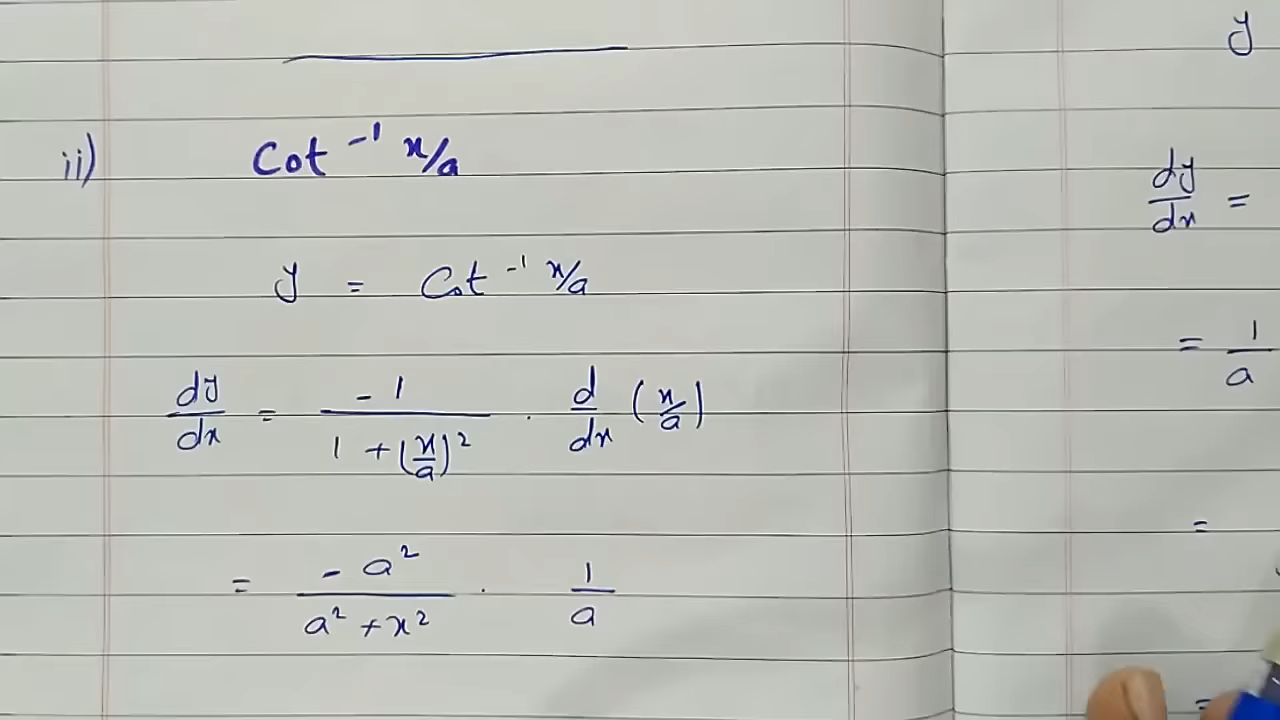 ii) Cot⁻¹ x/a
y = Cot⁻¹ x/a
dy/dx = -1/(1 + (x/a)²) · d/dx (x/a)
= -a²/(a² + x²) · 1/a
y
dy/dx =
= 1/a
=
=